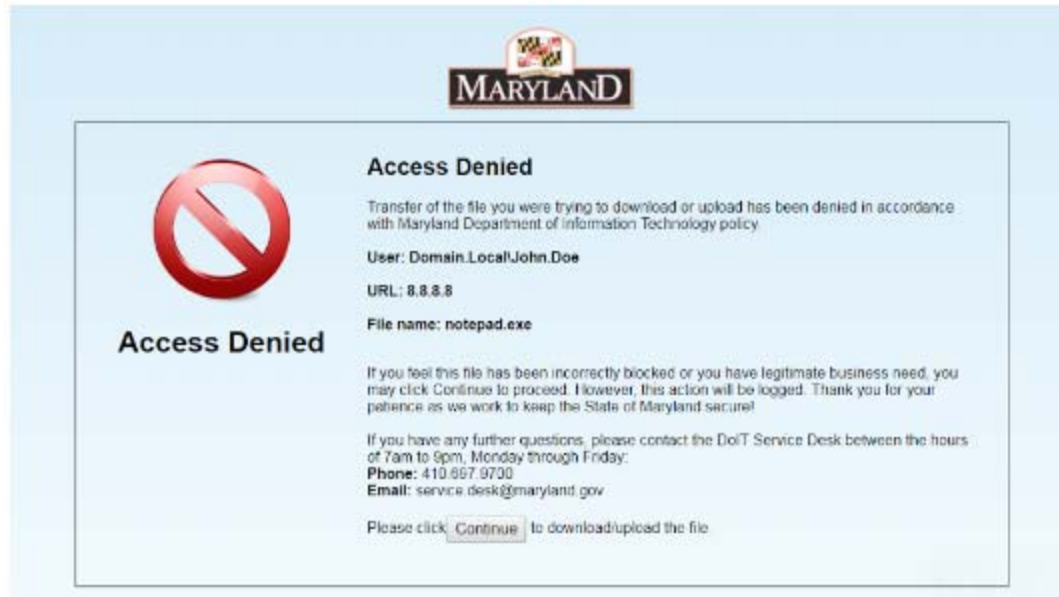 MARYLAND
Access Denied
Transfer of the file you were trying to download or upload has been denied in accordance
with Maryland Department of Information Technology policy.
User: Domain.Local\John.Doe
URL: 8.8.8.8
File name: notepad.exe
Access Denied
If you feel this file has been incorrectly blocked or you have legitimate business need, you
may click Continue to proceed. However, this action will be logged. Thank you for your
patience as we work to keep the State of Maryland secure!
If you have any further questions, please contact the DoIT Service Desk between the hours
of 7am to 9pm, Monday through Friday:
Phone: 410.697.9700
Email: service.desk@maryland.gov
Please click Continue to download/upload the file